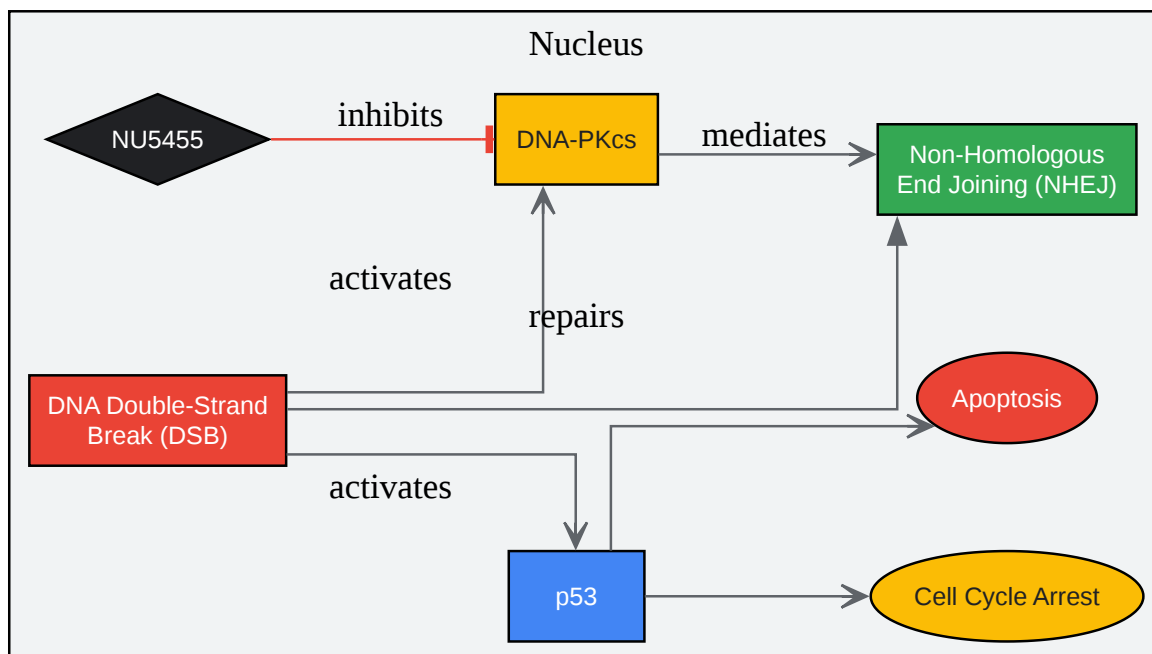 Nucleus
inhibits
NU5455
DNA-PKcs
mediates
Non-Homologous
End Joining (NHEJ)
activates
repairs
DNA Double-Strand
Break (DSB)
Apoptosis
activates
p53
Cell Cycle Arrest